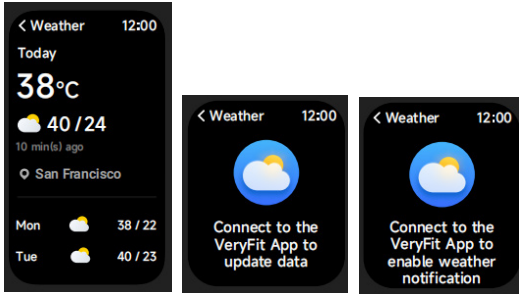 Weather 12:00
Today
38°C
40/24
10 min(s) ago
San Francisco
Mon 38 / 22
Tue 40 / 23
Weather 12:00
Connect to the
VeryFit App to
update data
Weather 12:00
Connect to the
VeryFit App to
enable weather
notification